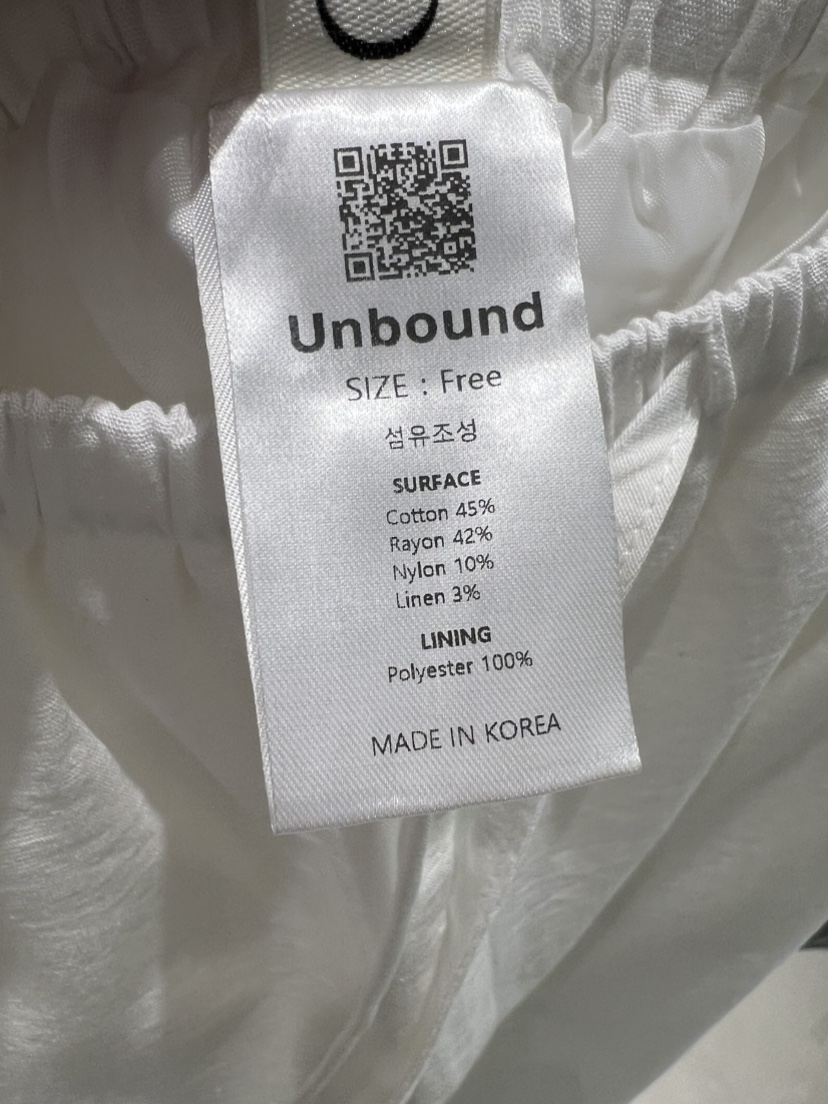 Unbound
SIZE : Free
섬유조성
SURFACE
Cotton 45%
Rayon 42%
Nylon 10%
Linen 3%
LINING
Polyester 100%
MADE IN KOREA